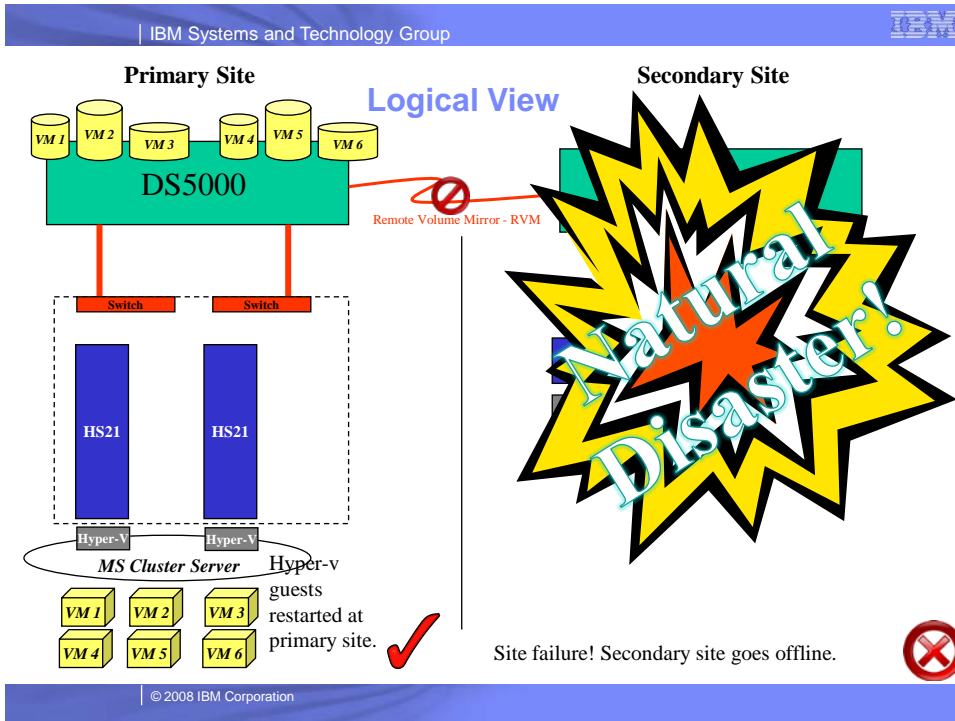 IBM Systems and Technology Group
IBM
Primary Site
Secondary Site
Logical View
VM 1
VM 2
VM 3
VM 4
VM 5
VM 6
DS5000
Remote Volume Mirror - RVM
Natural
Disaster!
Switch
Switch
HS21
HS21
Hyper-V
Hyper-V
MS Cluster Server
Hyper-v
guests
restarted at
primary site.
VM 1
VM 2
VM 3
VM 4
VM 5
VM 6
Site failure! Secondary site goes offline.
© 2008 IBM Corporation